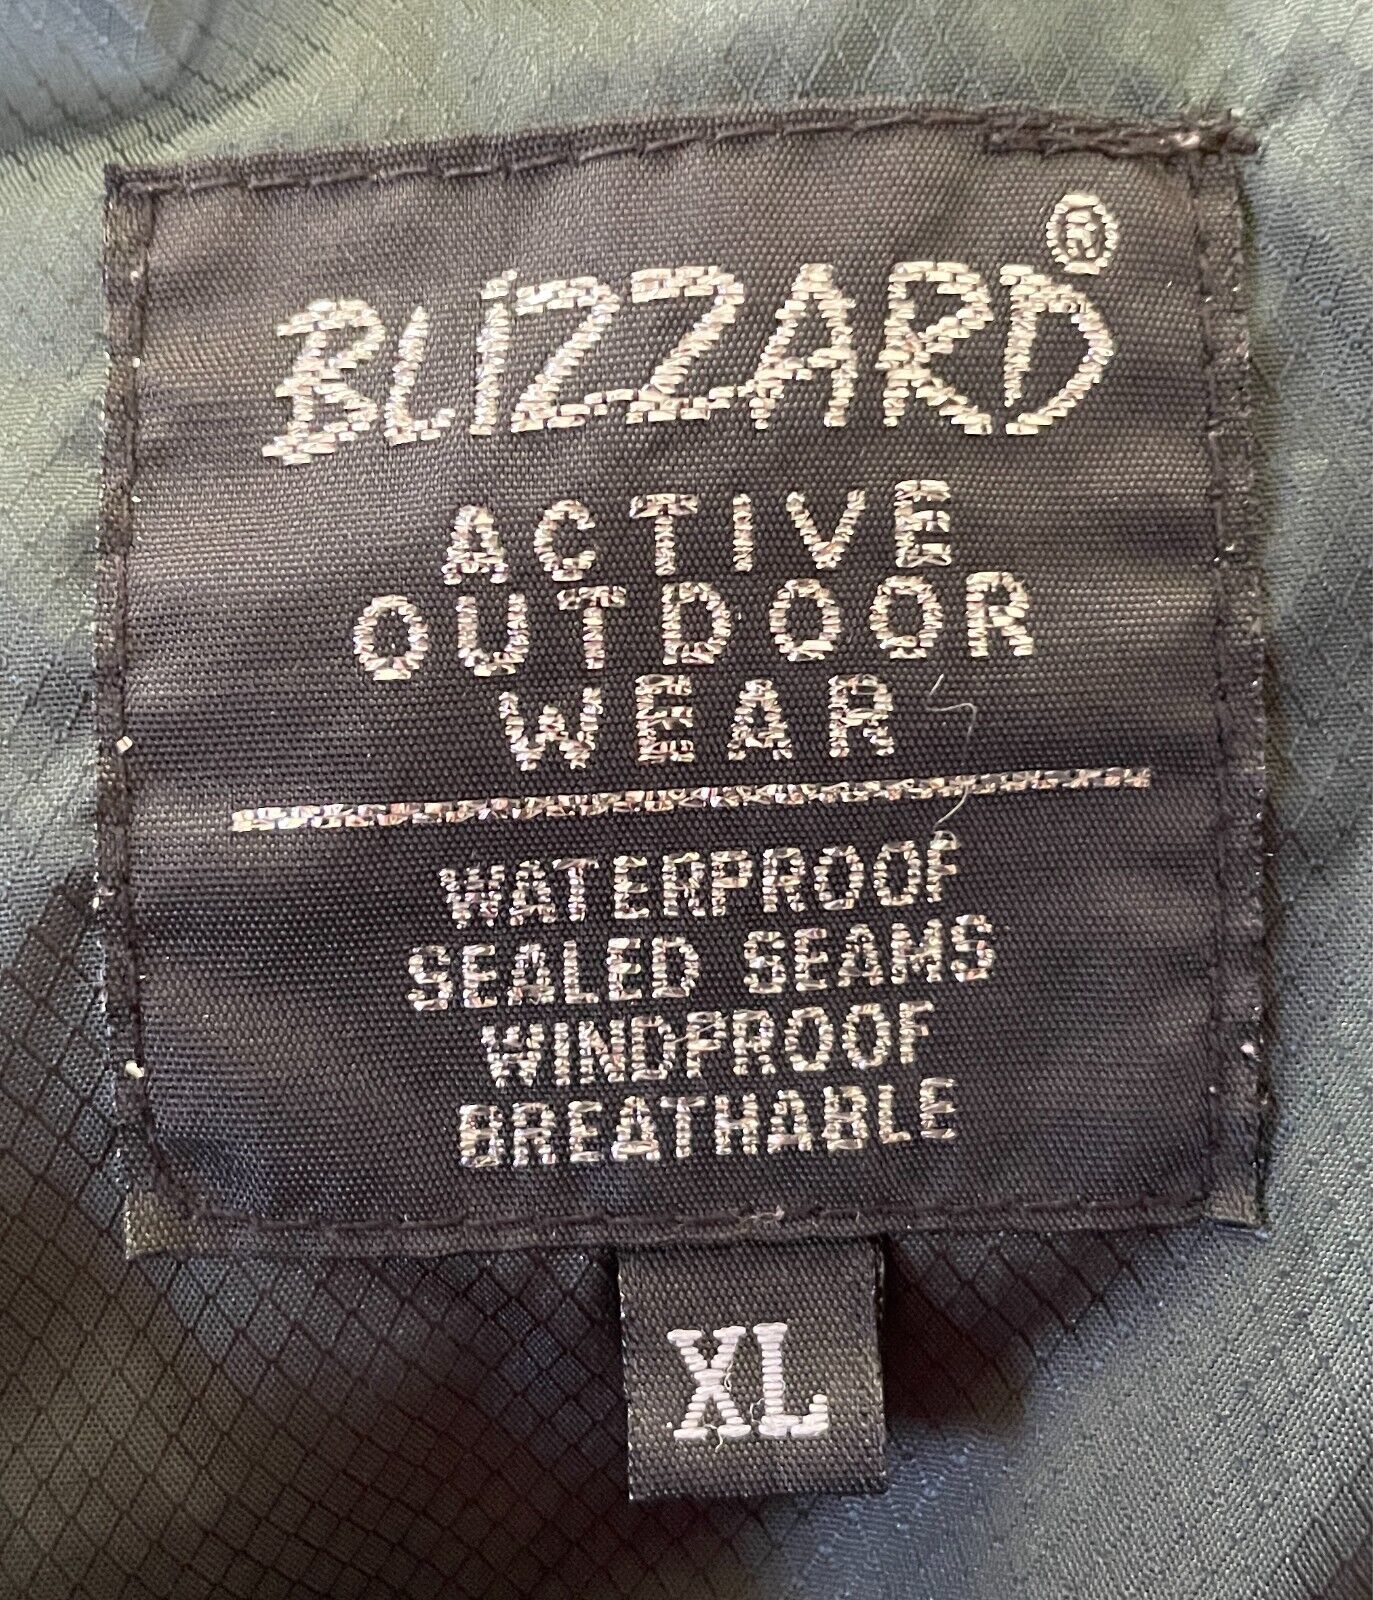 BLIZZARD®
ACTIVE
OUTDOOR
WEAR
WATERPROOF
SEALED SEAMS
WINDPROOF
BREATHABLE
XL